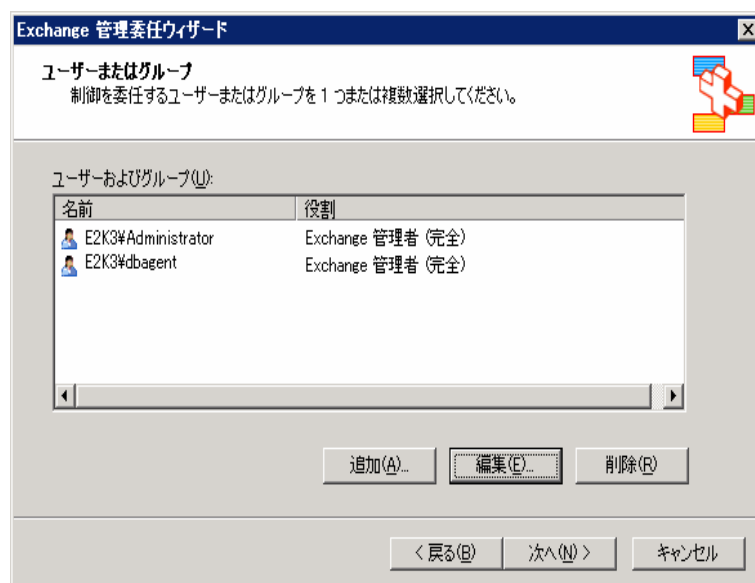 Exchange 管理委任ウィザード
ユーザーまたはグループ
制御を委任するユーザーまたはグループを 1 つまたは複数選択してください。
ユーザーおよびグループ(U):
名前 役割
E2K3¥Administrator Exchange 管理者 (完全)
E2K3¥dbagent Exchange 管理者 (完全)
追加(A)... 編集(E)... 削除(R)
< 戻る(B) 次へ(N) > キャンセル